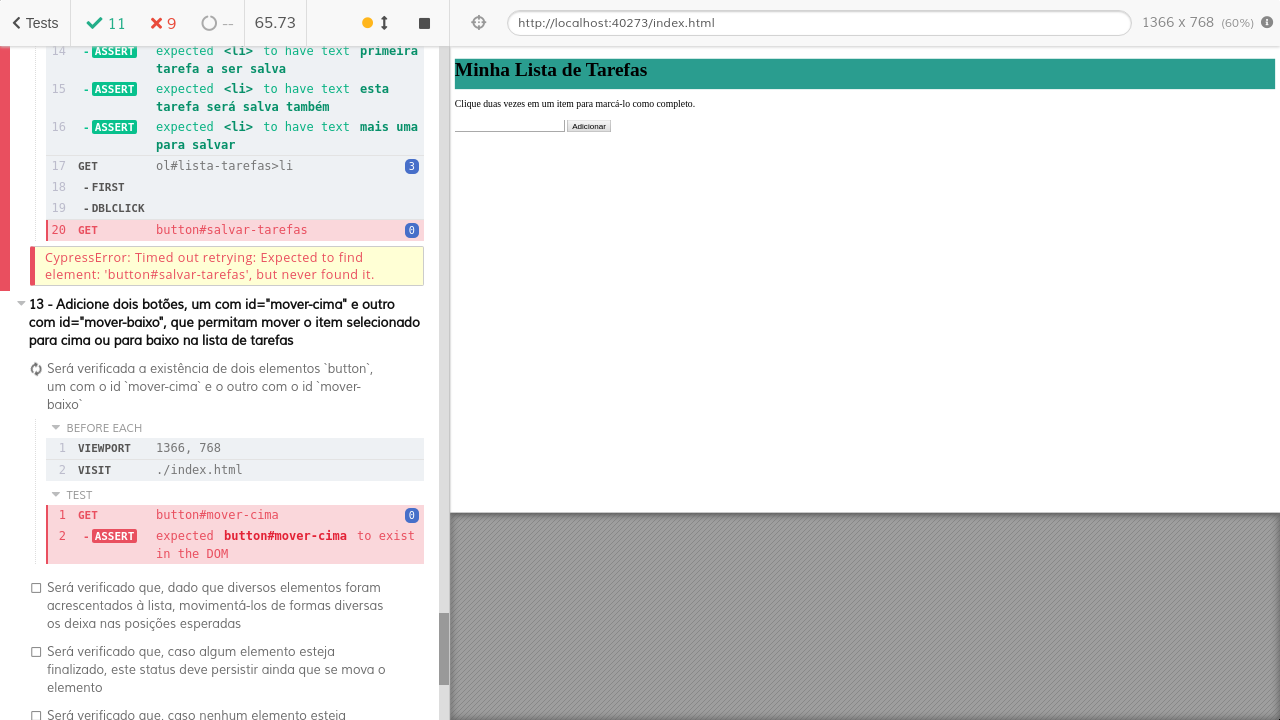 Tests 11 9 -- 65.73 http://localhost:40273/index.html 1366 x 768 (60%)
14 - ASSERT expected <li> to have text primeira
tarefa a ser salva
15 - ASSERT expected <li> to have text esta
tarefa será salva também
16 - ASSERT expected <li> to have text mais uma
para salvar
17 GET ol#lista-tarefas>li 3
18 - FIRST
19 - DBLCLICK
20 GET button#salvar-tarefas 0
CypressError: Timed out retrying: Expected to find
element: 'button#salvar-tarefas', but never found it.
13 - Adicione dois botões, um com id="mover-cima" e outro
com id="mover-baixo", que permitam mover o item selecionado
para cima ou para baixo na lista de tarefas
Será verificada a existência de dois elementos `button`,
um com o id `mover-cima` e o outro com o id `mover-
baixo`
BEFORE EACH
1 VIEWPORT 1366, 768
2 VISIT ./index.html
TEST
1 GET button#mover-cima 0
2 - ASSERT expected button#mover-cima to exist
in the DOM
Será verificado que, dado que diversos elementos foram
acrescentados à lista, movimentá-los de formas diversas
os deixa nas posições esperadas
Será verificado que, caso algum elemento esteja
finalizado, este status deve persistir ainda que se mova o
elemento
Será verificado que, caso nenhum elemento esteja
Minha Lista de Tarefas
Clique duas vezes em um item para marcá-lo como completo.
Adicionar